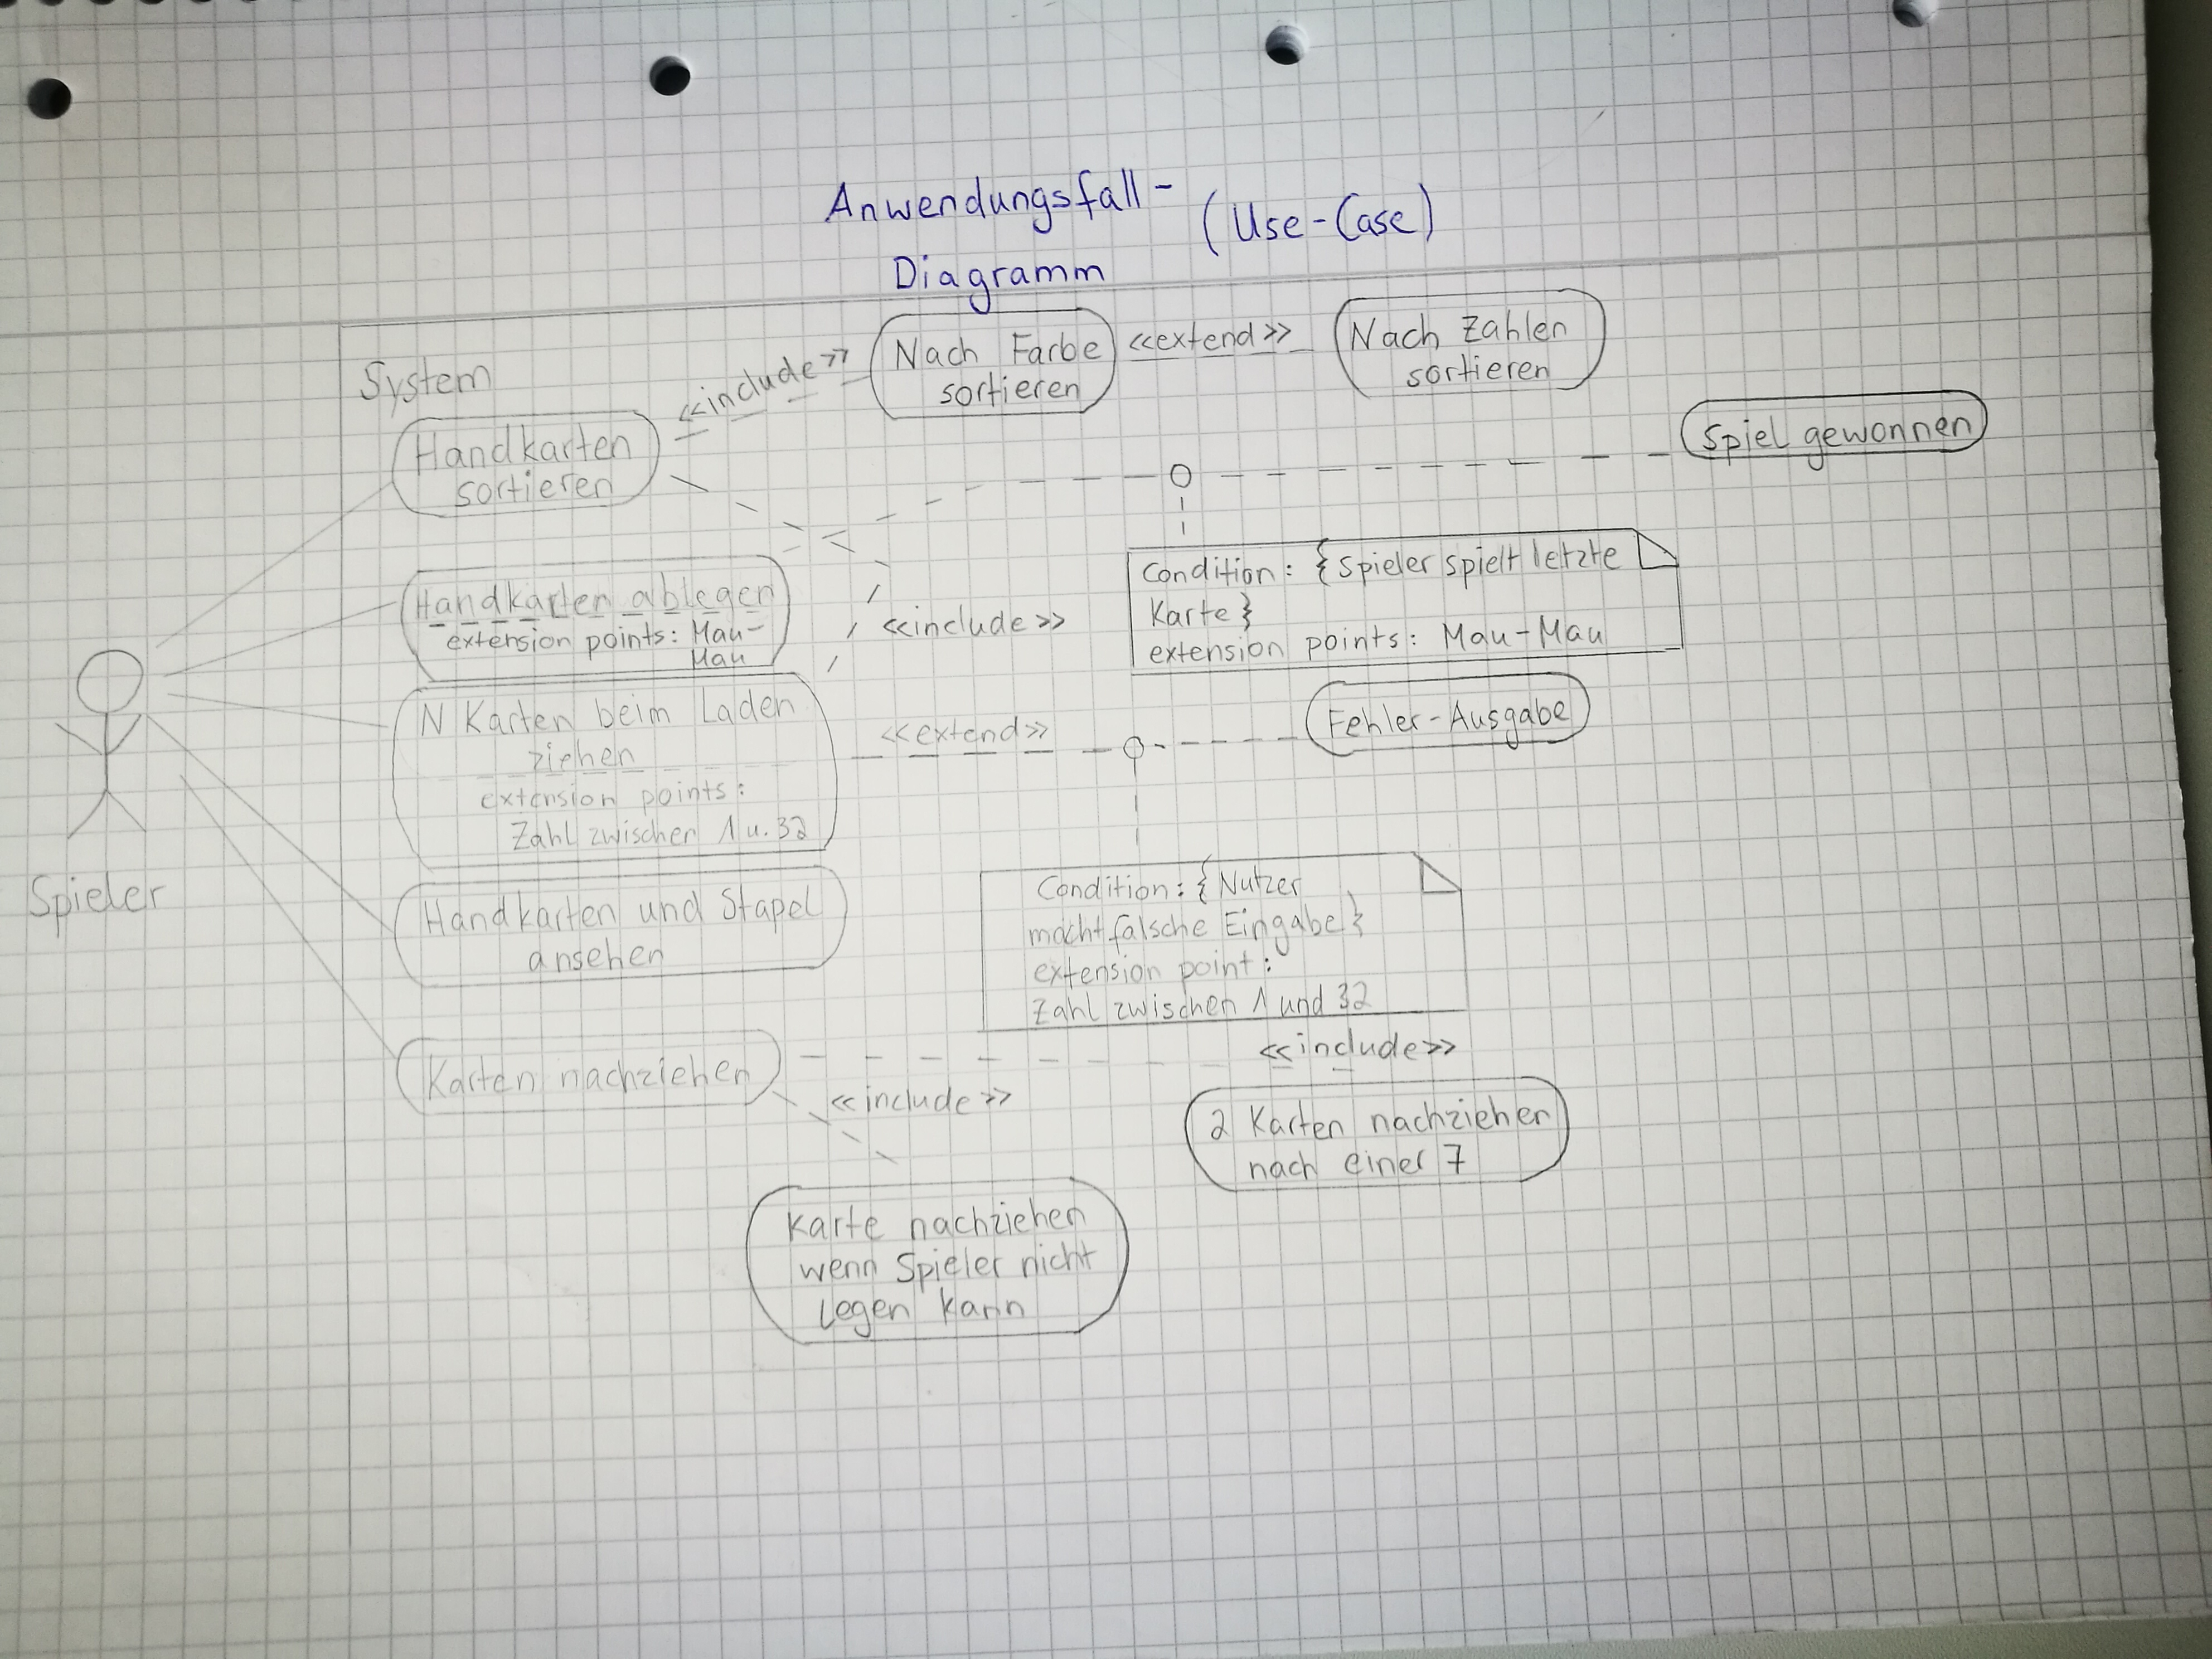 Anwendungsfall-
Diagramm
(Use-Case)
System
<<include>>
Nach Farbe
sortieren
<<extend>>
Nach Zahlen
sortieren
Handkarten
sortieren
Spiel gewonnen
Handkarten ablegen
extension points: Mau-
Mau
<<include>>
Condition: {Spieler spielt letzte
Karte}
extension points: Mau-Mau
N Karten beim Laden
ziehen
extension points:
Zahl zwischen 1 u. 32
<<extend>>
Fehler-Ausgabe
Spieler
Handkarten und Stapel
ansehen
Condition: {Nutzer
macht falsche Eingabe}
extension point:
Zahl zwischen 1 und 32
Karten nachziehen
<<include>>
<<include>>
2 Karten nachziehen
nach einer 7
Karte nachziehen
wenn Spieler nicht
legen kann